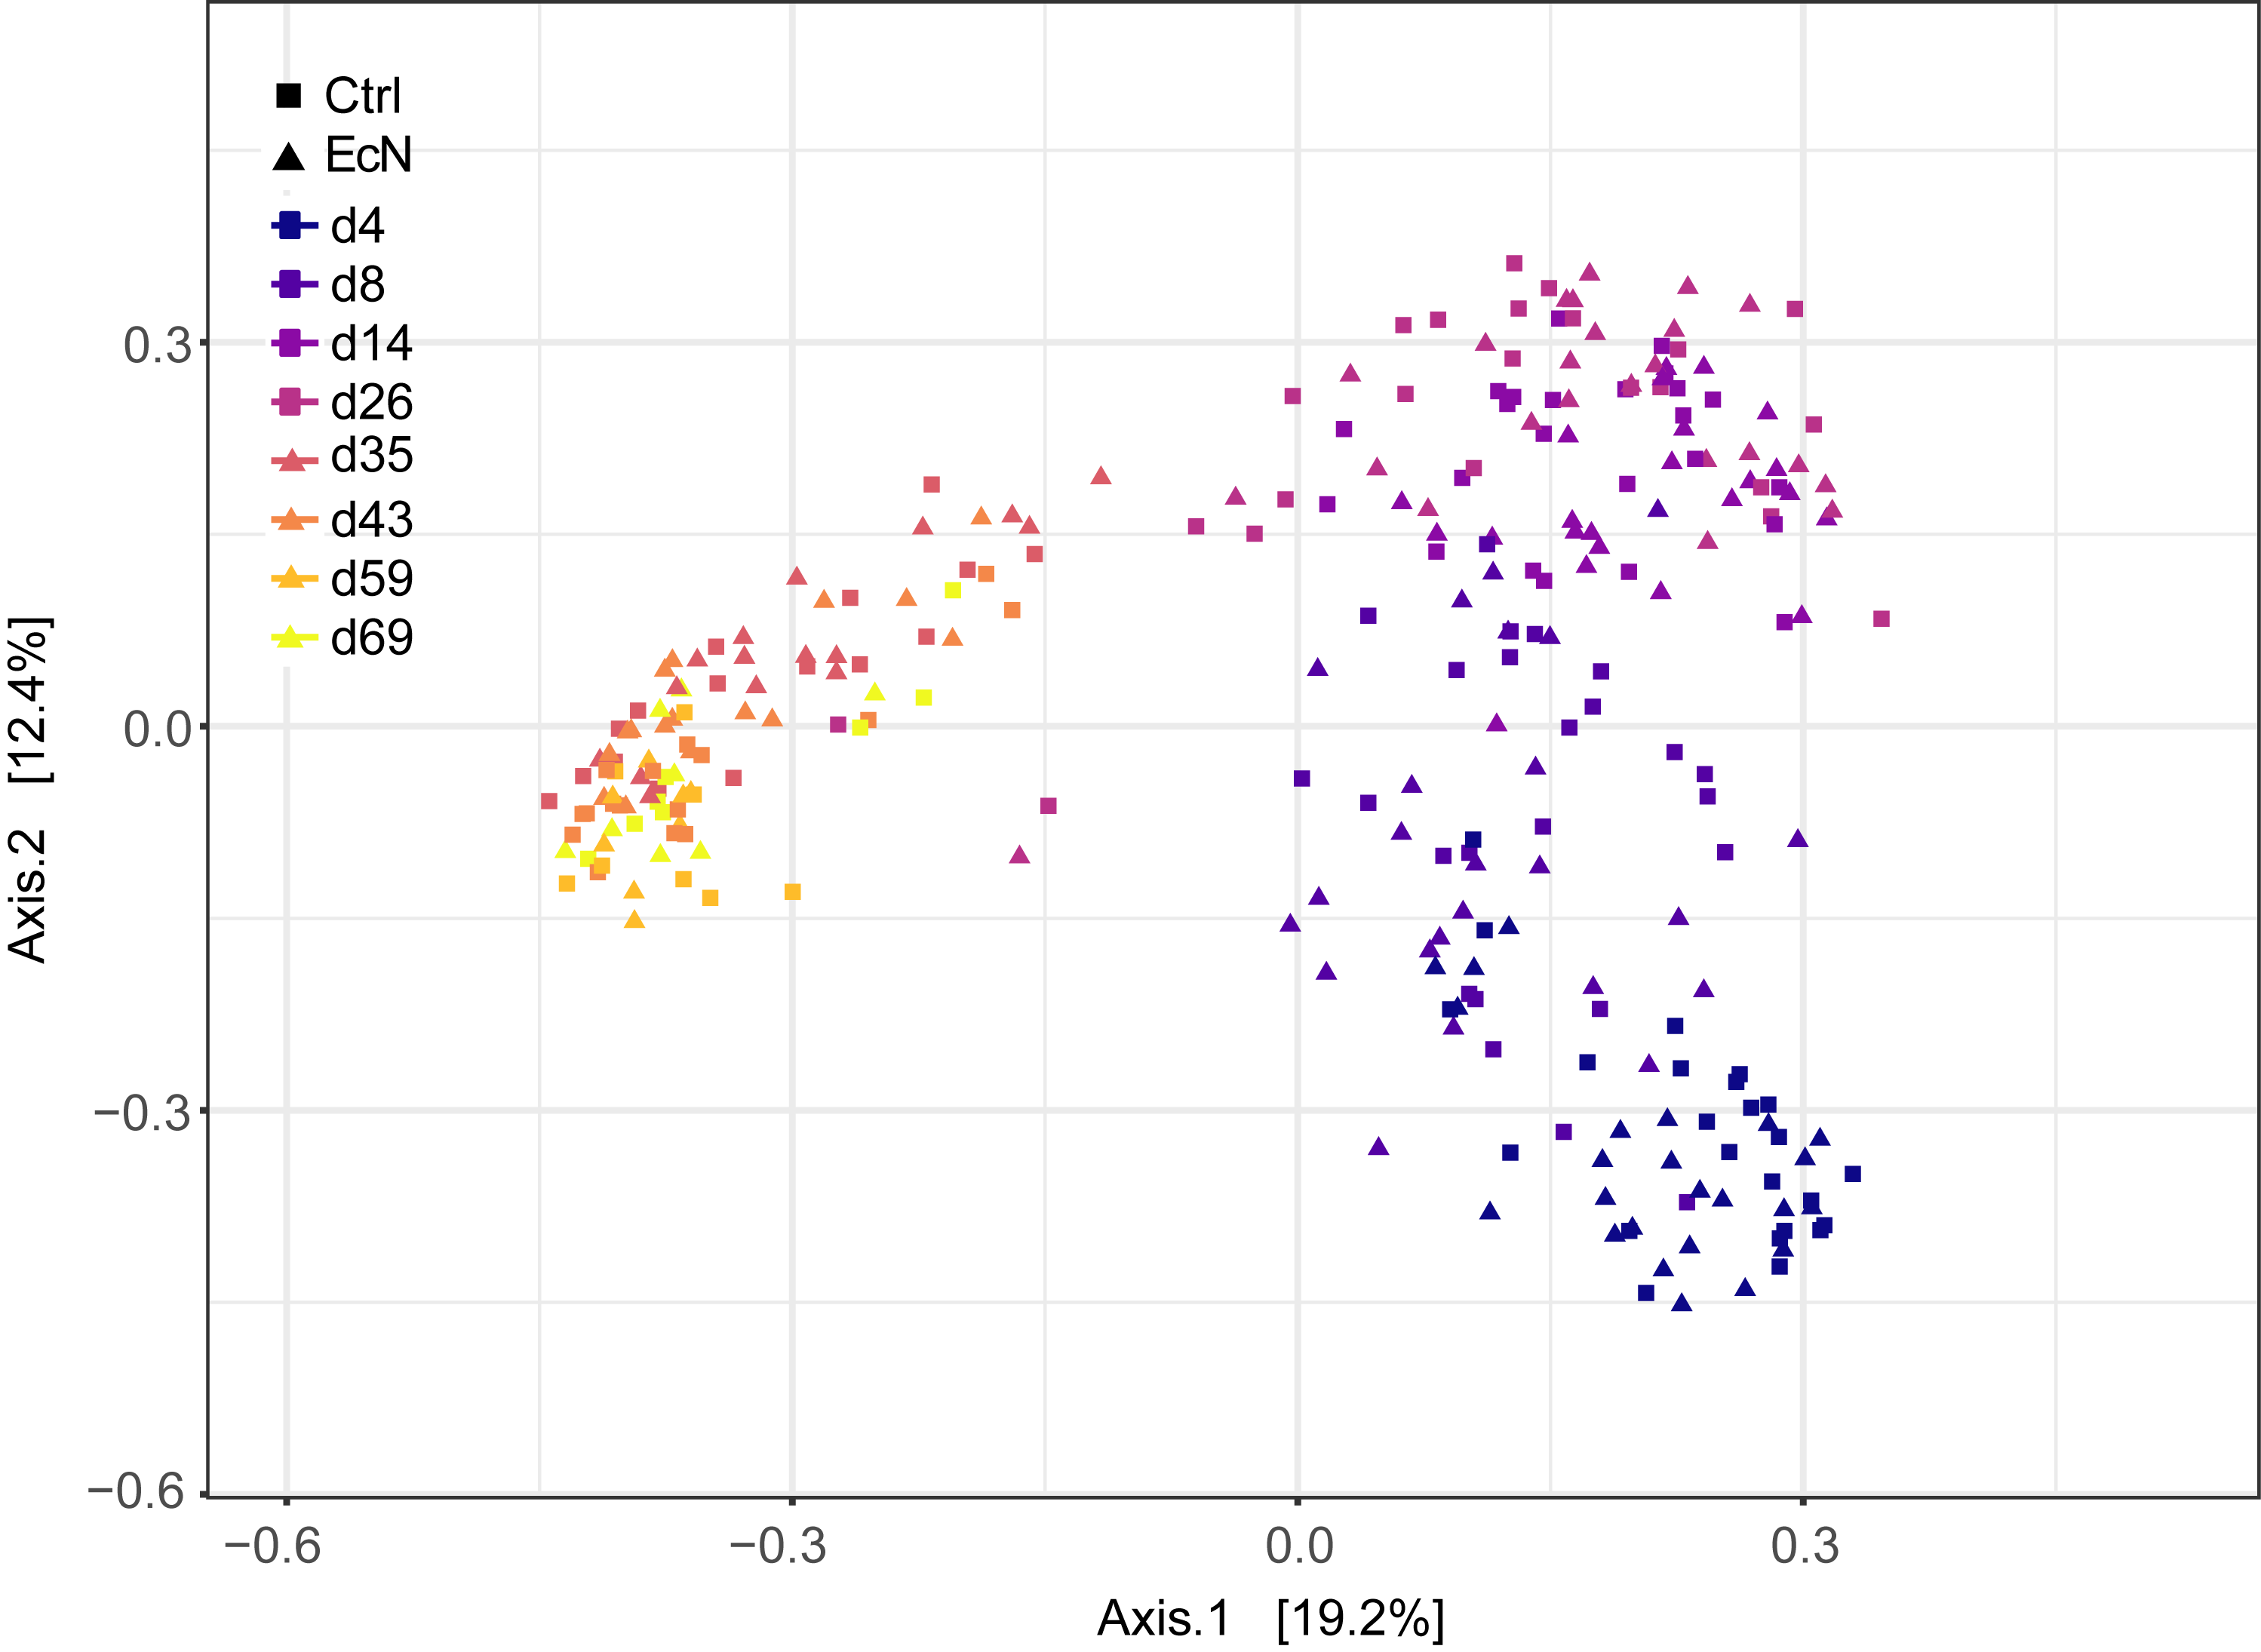 Ctrl
EcN
d4
d8
d14
d26
d35
d43
d59
d69
0.3
0.0
−0.3
−0.6
Axis.2 [12.4%]
−0.6
−0.3
0.0
0.3
Axis.1 [19.2%]